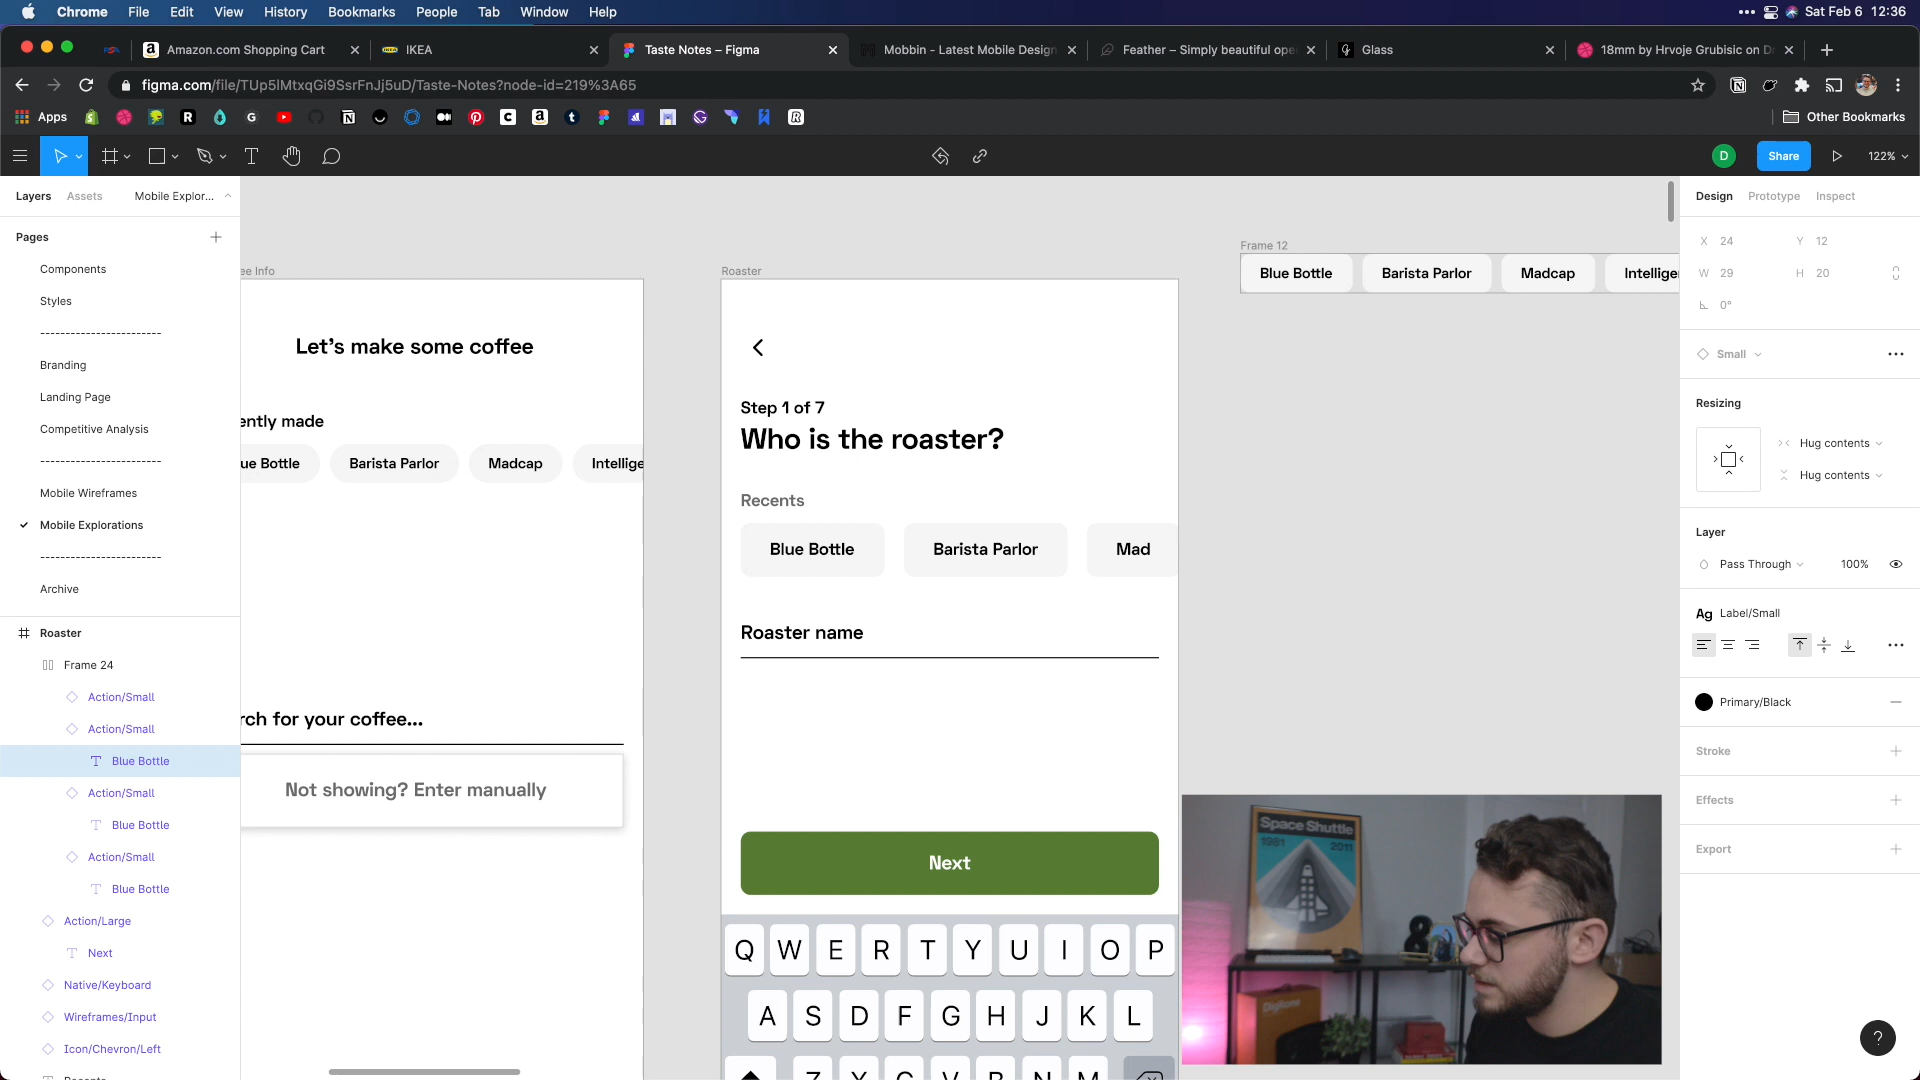 Chrome File Edit View History Bookmarks People Tab Window Help
Sat Feb 6 12:36
Amazon.com Shopping Cart
IKEA
Taste Notes – Figma
Mobbin - Latest Mobile Design
Feather – Simply beautiful ope
Glass
18mm by Hrvoje Grubisic on D
figma.com/file/TUp5lMtxqGi9SsrFnJj5uD/Taste-Notes?node-id=219%3A65
Apps
Other Bookmarks
D
Share
122%
Layers
Assets
Mobile Explor...
Pages
Components
Styles
------------------------
Branding
Landing Page
Competitive Analysis
------------------------
Mobile Wireframes
Mobile Explorations
------------------------
Archive
Roaster
Frame 24
Action/Small
Action/Small
Blue Bottle
Action/Small
Blue Bottle
Action/Small
Blue Bottle
Action/Large
Next
Native/Keyboard
Wireframes/Input
Icon/Chevron/Left
ee Info
Let's make some coffee
ently made
ue Bottle
Barista Parlor
Madcap
Intellige
rch for your coffee...
Not showing? Enter manually
Roaster
Step 1 of 7
Who is the roaster?
Recents
Blue Bottle
Barista Parlor
Mad
Roaster name
Next
Q W E R T Y U I O P
A S D F G H J K L
Z X C V B N M
Frame 12
Blue Bottle
Barista Parlor
Madcap
Intellige
Space Shuttle
1981 2011
Design
Prototype
Inspect
X 24
Y 12
W 29
H 20
0°
Small
Resizing
Hug contents
Hug contents
Layer
Pass Through
100%
Ag Label/Small
Primary/Black
Stroke
Effects
Export
?